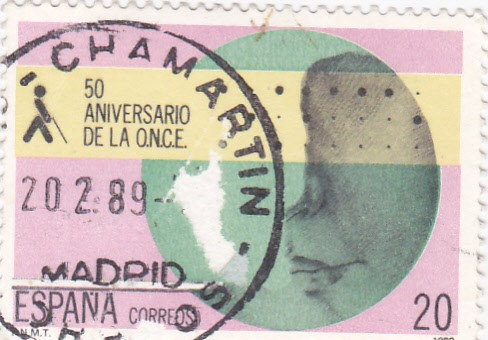 CHAMARTIN
50
ANIVERSARIO
DE LA O.N.C.E.
20.2.89
MADRID
ESPAÑA CORREOS
20
F.N.M.T.